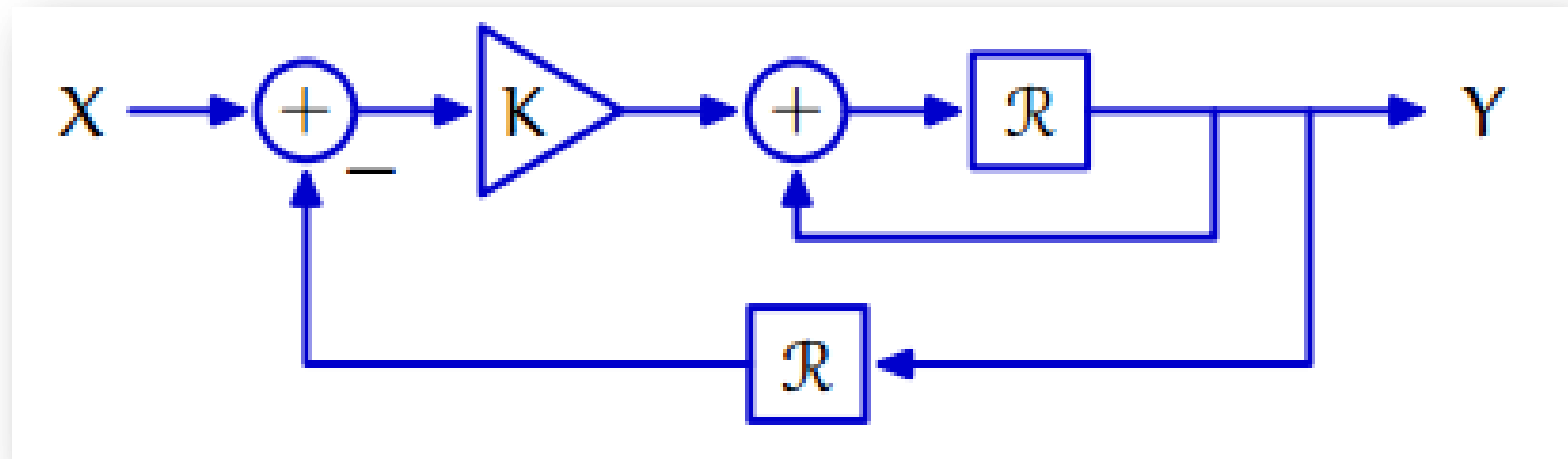 X + K + ℛ Y
−
ℛ